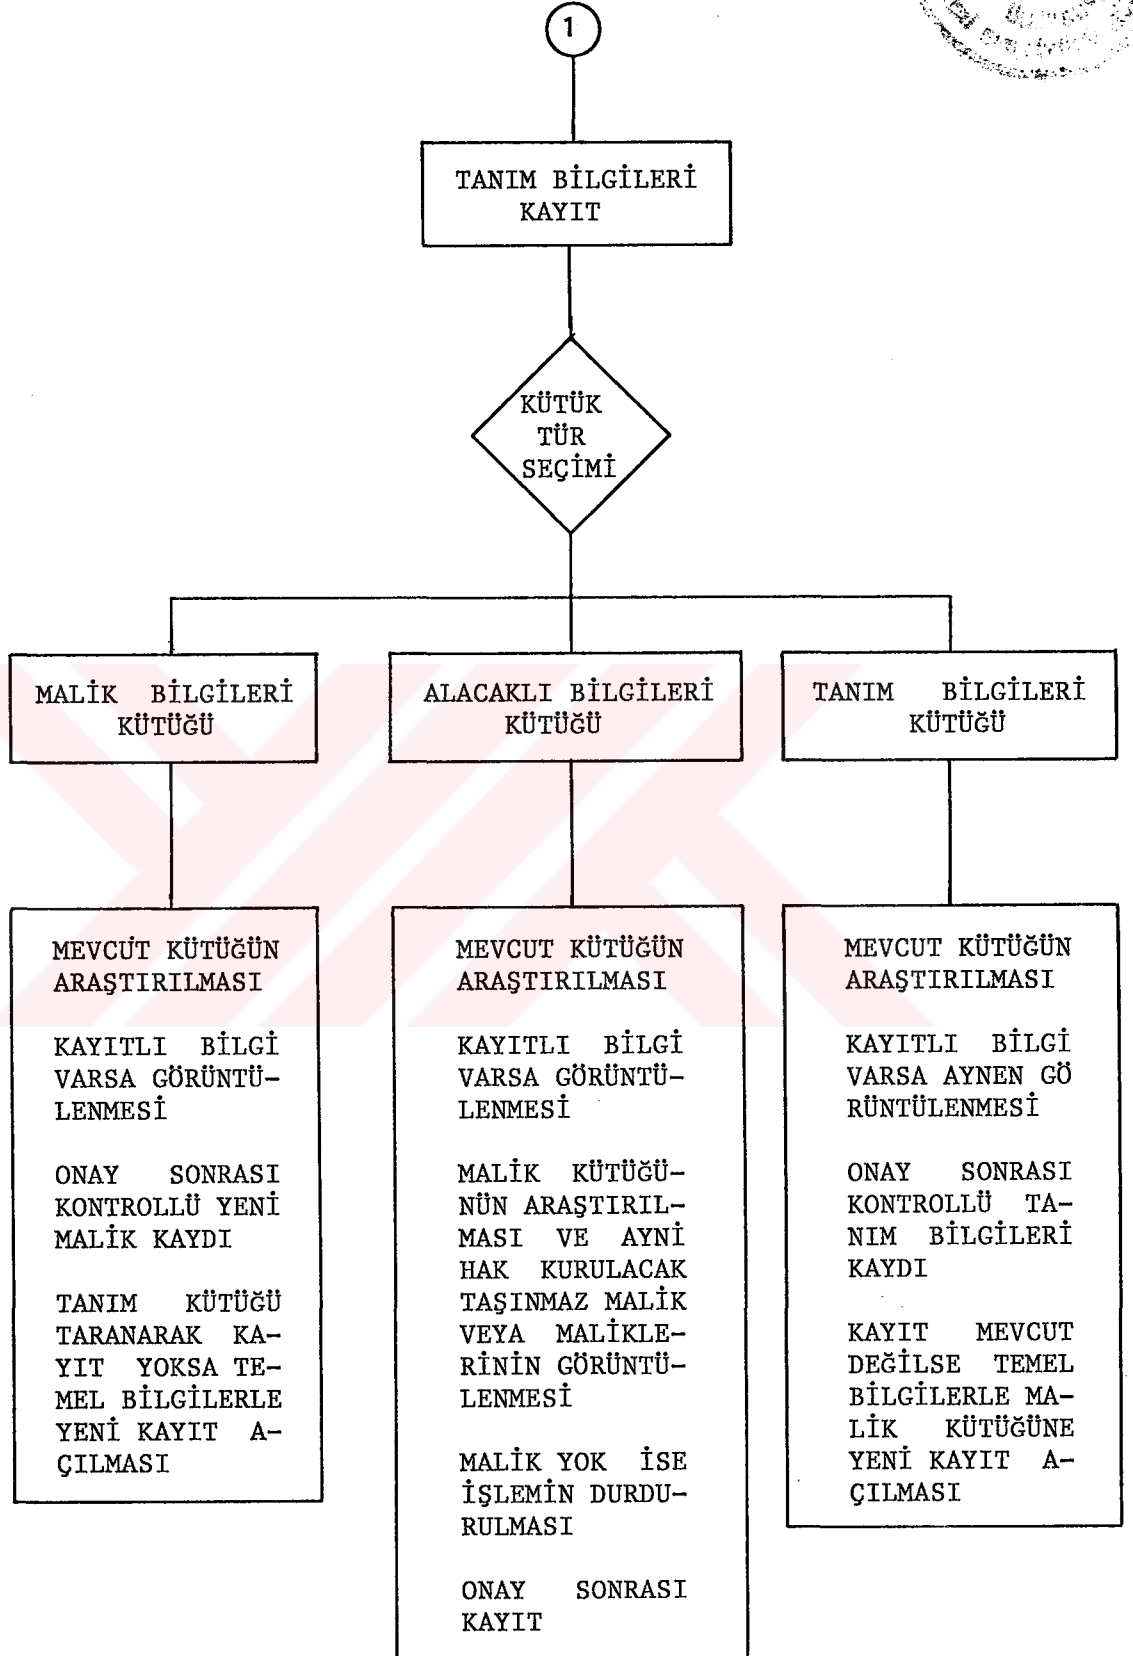 1
TANIM BİLGİLERİ
KAYIT
KÜTÜK
TÜR
SEÇİMİ
MALİK BİLGİLERİ
KÜTÜĞÜ
ALACAKLI BİLGİLERİ
KÜTÜĞÜ
TANIM BİLGİLERİ
KÜTÜĞÜ
MEVCUT KÜTÜĞÜN
ARAŞTIRILMASI
KAYITLI BİLGİ
VARSA GÖRÜNTÜ-
LENMESİ
ONAY SONRASI
KONTROLLÜ YENİ
MALİK KAYDI
TANIM KÜTÜĞÜ
TARANARAK KA-
YIT YOKSA TE-
MEL BİLGİLERLE
YENİ KAYIT A-
ÇILMASI
MEVCUT KÜTÜĞÜN
ARAŞTIRILMASI
KAYITLI BİLGİ
VARSA GÖRÜNTÜ-
LENMESİ
MALİK KÜTÜĞÜ-
NÜN ARAŞTIRIL-
MASI VE AYNİ
HAK KURULACAK
TAŞINMAZ MALİK
VEYA MALİKLE-
RİNİN GÖRÜNTÜ-
LENMESİ
MALİK YOK İSE
İŞLEMİN DURDU-
RULMASI
ONAY SONRASI
KAYIT
MEVCUT KÜTÜĞÜN
ARAŞTIRILMASI
KAYITLI BİLGİ
VARSA AYNEN GÖ
RÜNTÜLENMESİ
ONAY SONRASI
KONTROLLÜ TA-
NIM BİLGİLERİ
KAYDI
KAYIT MEVCUT
DEĞİLSE TEMEL
BİLGİLERLE MA-
LİK KÜTÜĞÜNE
YENİ KAYIT A-
ÇILMASI